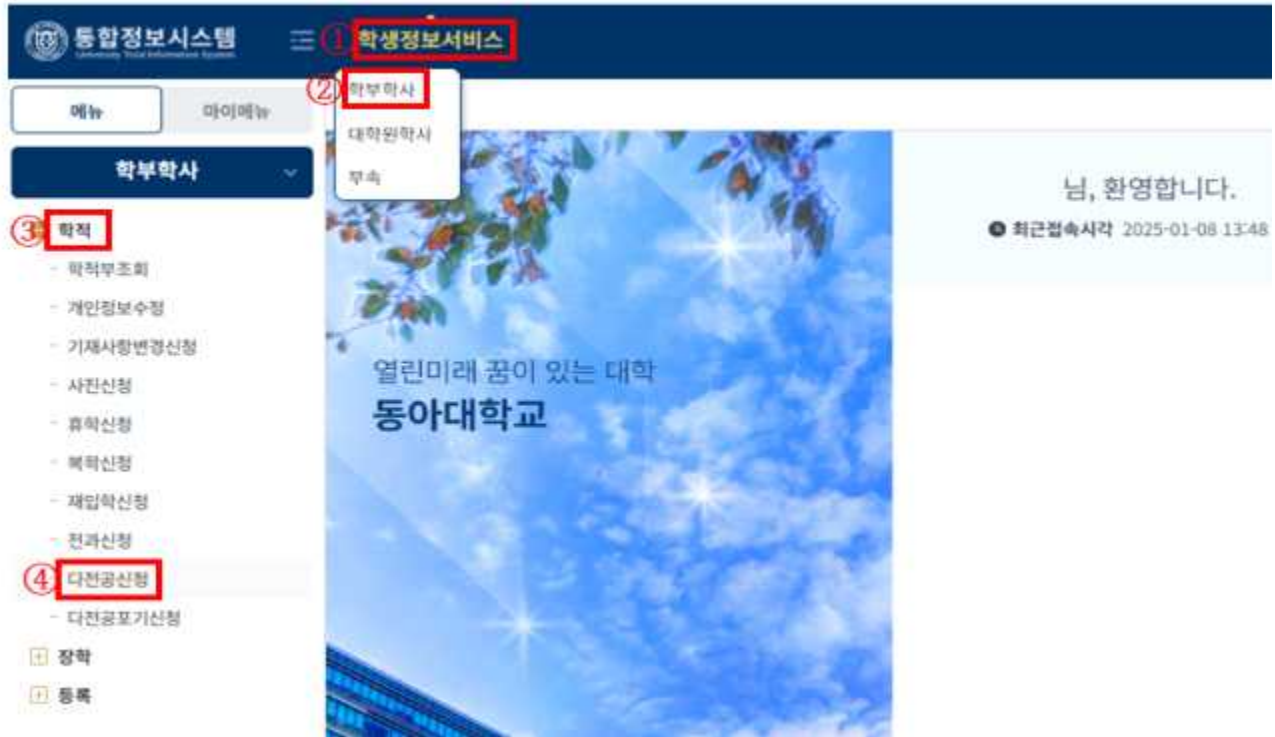 통합정보시스템
University Total Information System
① 학생정보서비스
② 학부학사
대학원학사
부속
메뉴
마이메뉴
학부학사
③ 학적
학적부조회
개인정보수정
기재사항변경신청
사진신청
휴학신청
복학신청
재입학신청
전과신청
④ 다전공신청
다전공포기신청
장학
등록
열린미래 꿈이 있는 대학
동아대학교
님, 환영합니다.
최근접속시각 2025-01-08 13:48